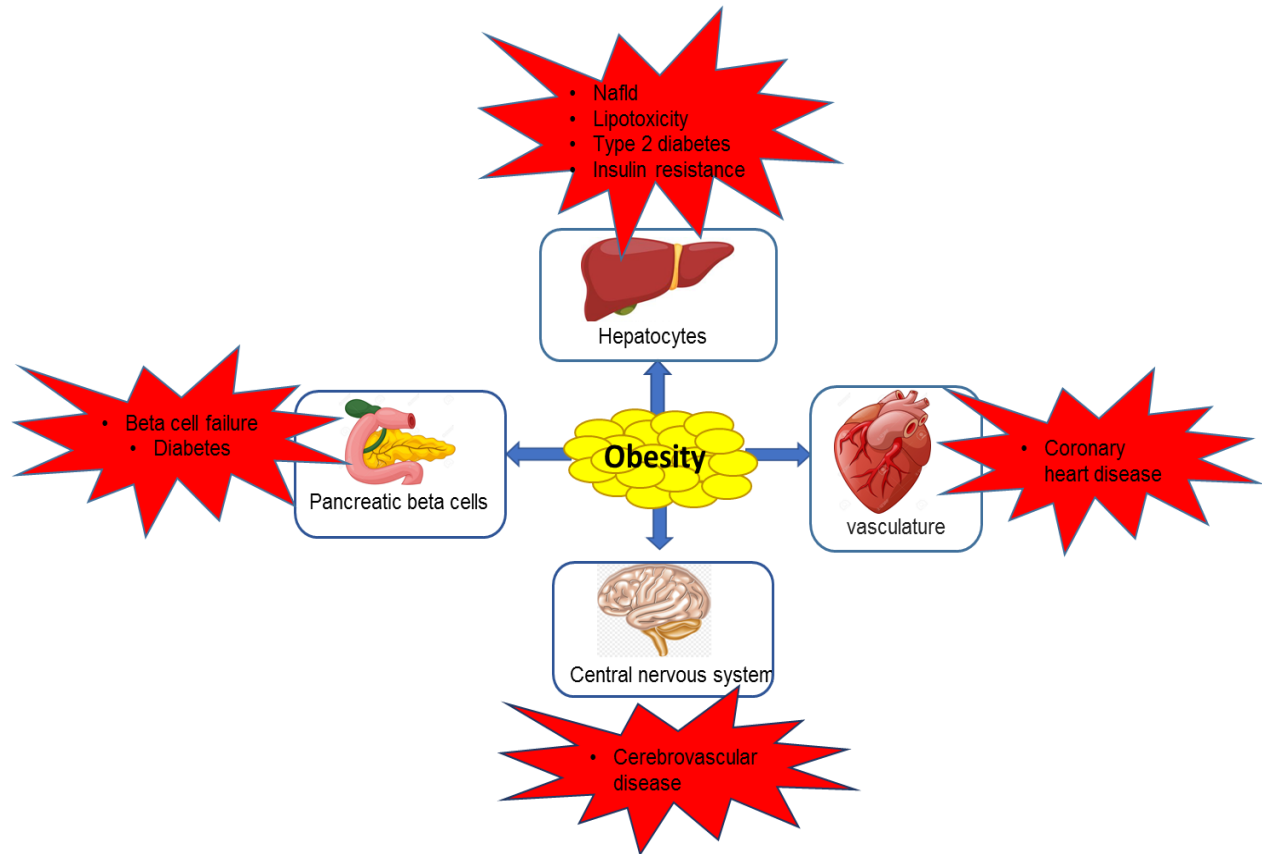 • Nafld
• Lipotoxicity
• Type 2 diabetes
• Insulin resistance
Hepatocytes
• Beta cell failure
• Diabetes
Pancreatic beta cells
Obesity
vasculature
• Coronary
heart disease
Central nervous system
• Cerebrovascular
disease